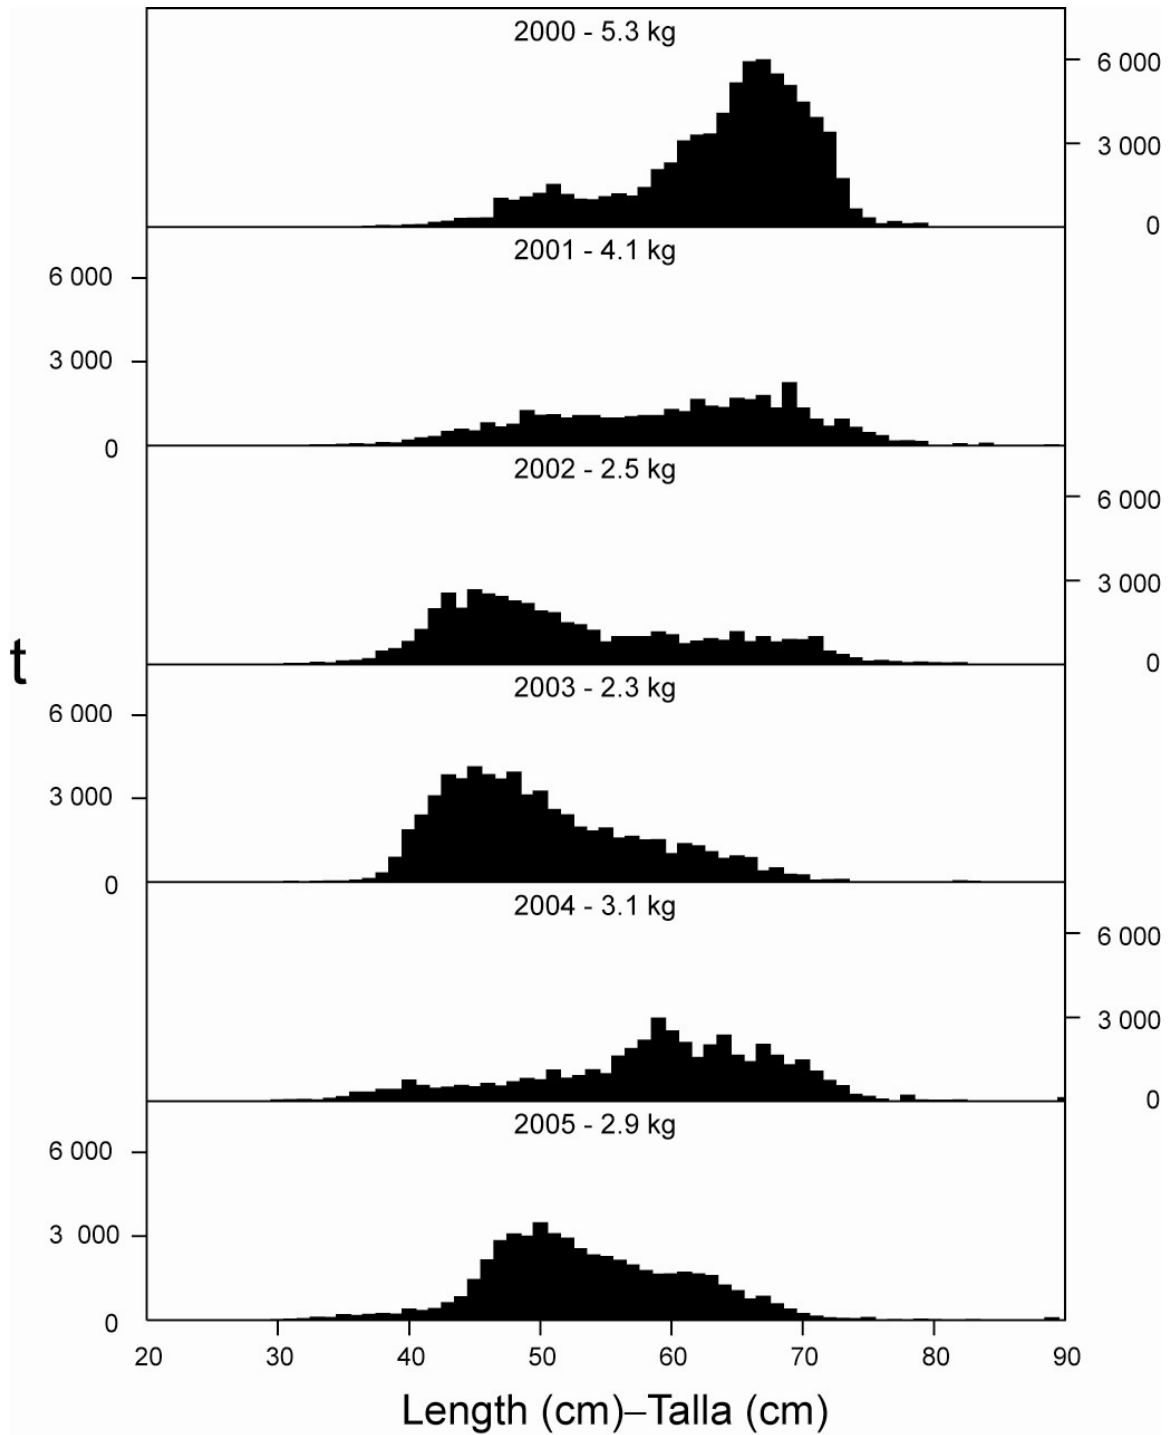 2000 - 5.3 kg
6 000
3 000
0
2001 - 4.1 kg
6 000
3 000
0
2002 - 2.5 kg
6 000
3 000
0
t
2003 - 2.3 kg
6 000
3 000
0
2004 - 3.1 kg
6 000
3 000
0
2005 - 2.9 kg
6 000
3 000
0
20 30 40 50 60 70 80 90
Length (cm)–Talla (cm)